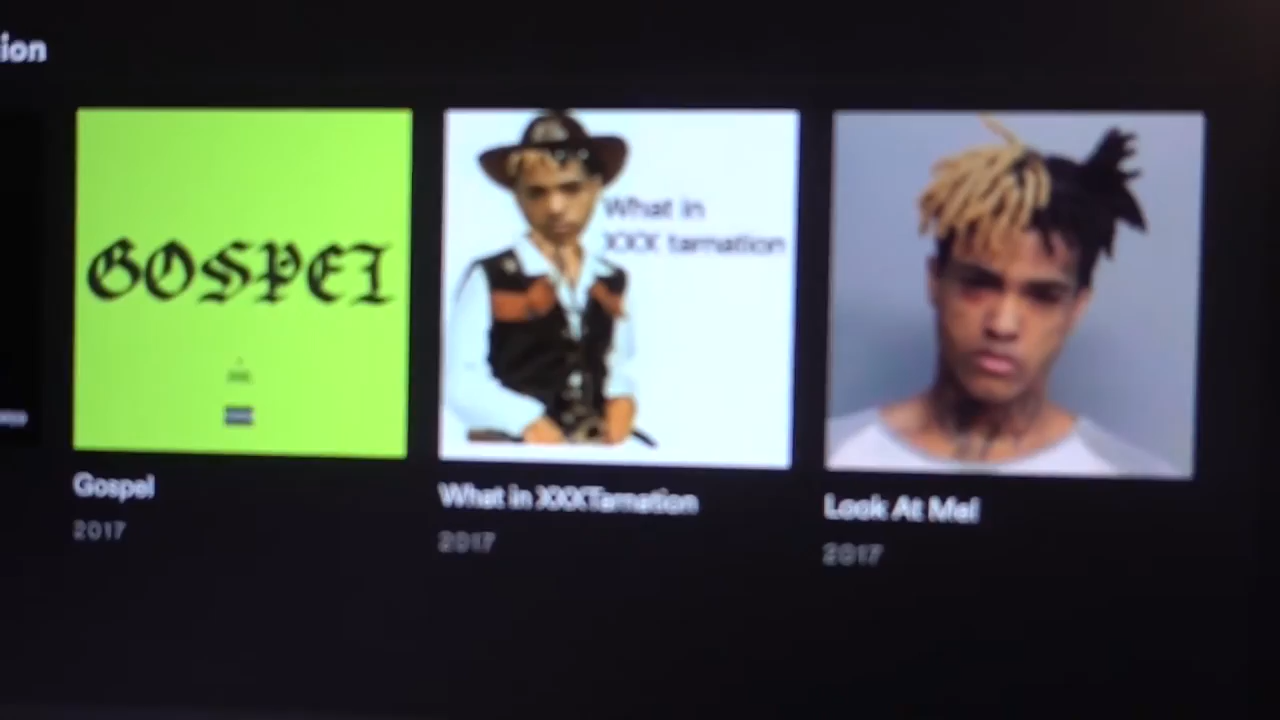 ion
GOSPEL
What in
XXX tarnation
Gospel
2017
What in XXXTarnation
2017
Look At Me!
2017